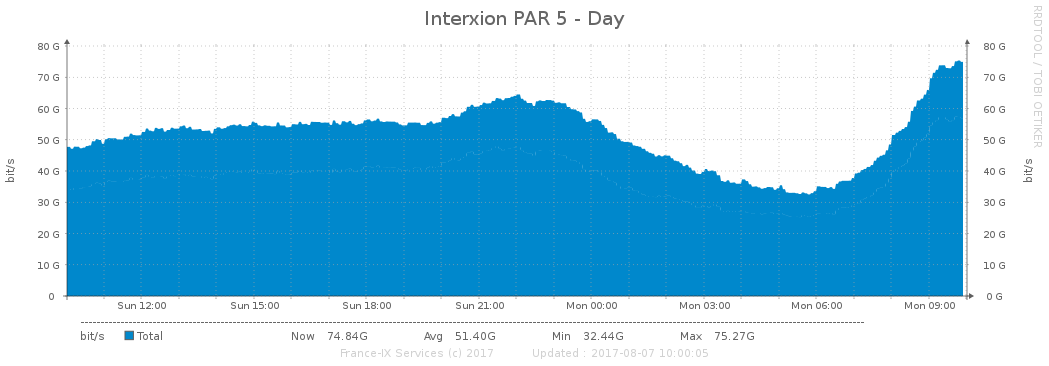 Interxion PAR 5 - Day
RRDTOOL / TOBI OETIKER
80 G
70 G
60 G
50 G
40 G
30 G
20 G
10 G
0
bit/s
80 G
70 G
60 G
50 G
40 G
30 G
20 G
10 G
0 G
bit/s
Sun 12:00 Sun 15:00 Sun 18:00 Sun 21:00 Mon 00:00 Mon 03:00 Mon 06:00 Mon 09:00
bit/s Total Now 74.84G Avg 51.40G Min 32.44G Max 75.27G
France-IX Services (c) 2017 Updated : 2017-08-07 10:00:05